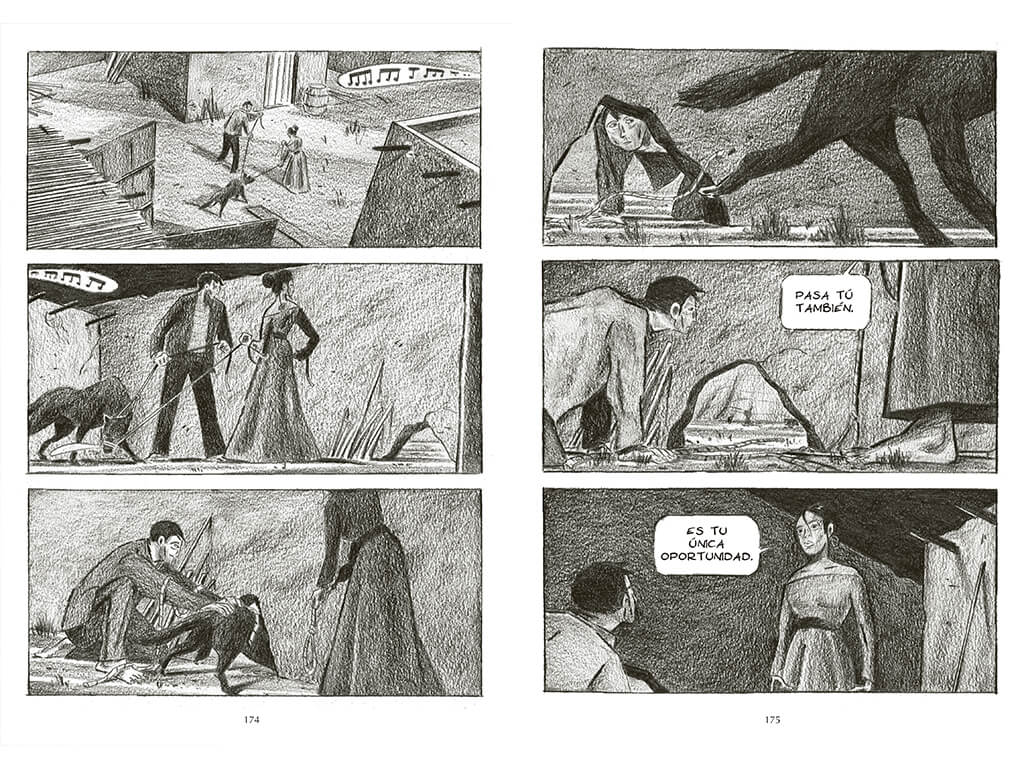 PASA TÚ
TAMBIÉN.
ES TU
ÚNICA
OPORTUNIDAD.
174
175